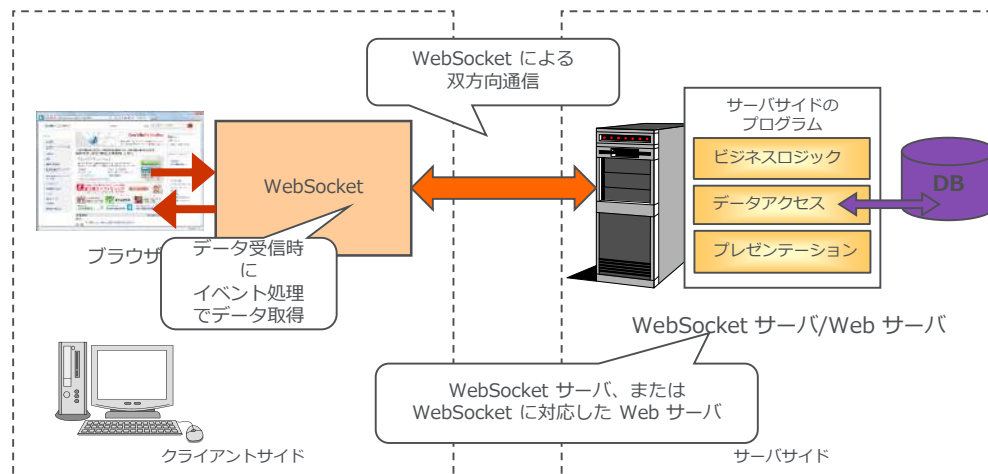 WebSocket による
双方向通信
サーバサイドの
プログラム
ビジネスロジック
データアクセス
プレゼンテーション
DB
WebSocket
ブラウザ
データ受信時
に
イベント処理
でデータ取得
WebSocket サーバ/Web サーバ
WebSocket サーバ、または
WebSocket に対応した Web サーバ
クライアントサイド
サーバサイド